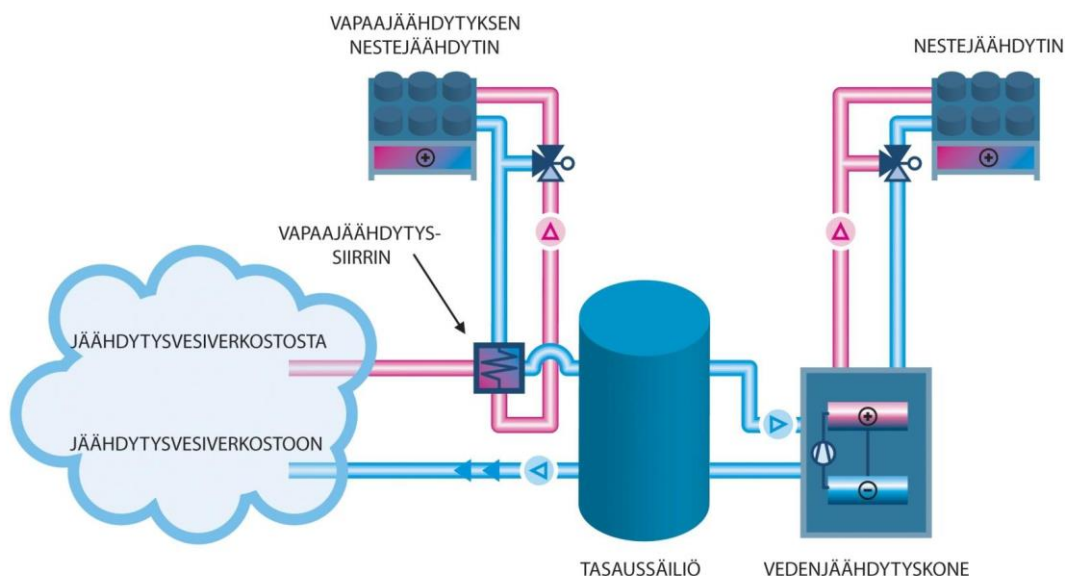 VAPAAJÄÄHDYTYKSEN
NESTEJÄÄHDYTIN
NESTEJÄÄHDYTIN
VAPAAJÄÄHDYTYS-
SIIRRIN
JÄÄHDYTYSVESIVERKOSTOSTA
JÄÄHDYTYSVESIVERKOSTOON
TASAUSSÄILIÖ
VEDENJÄÄHDYTYSKONE